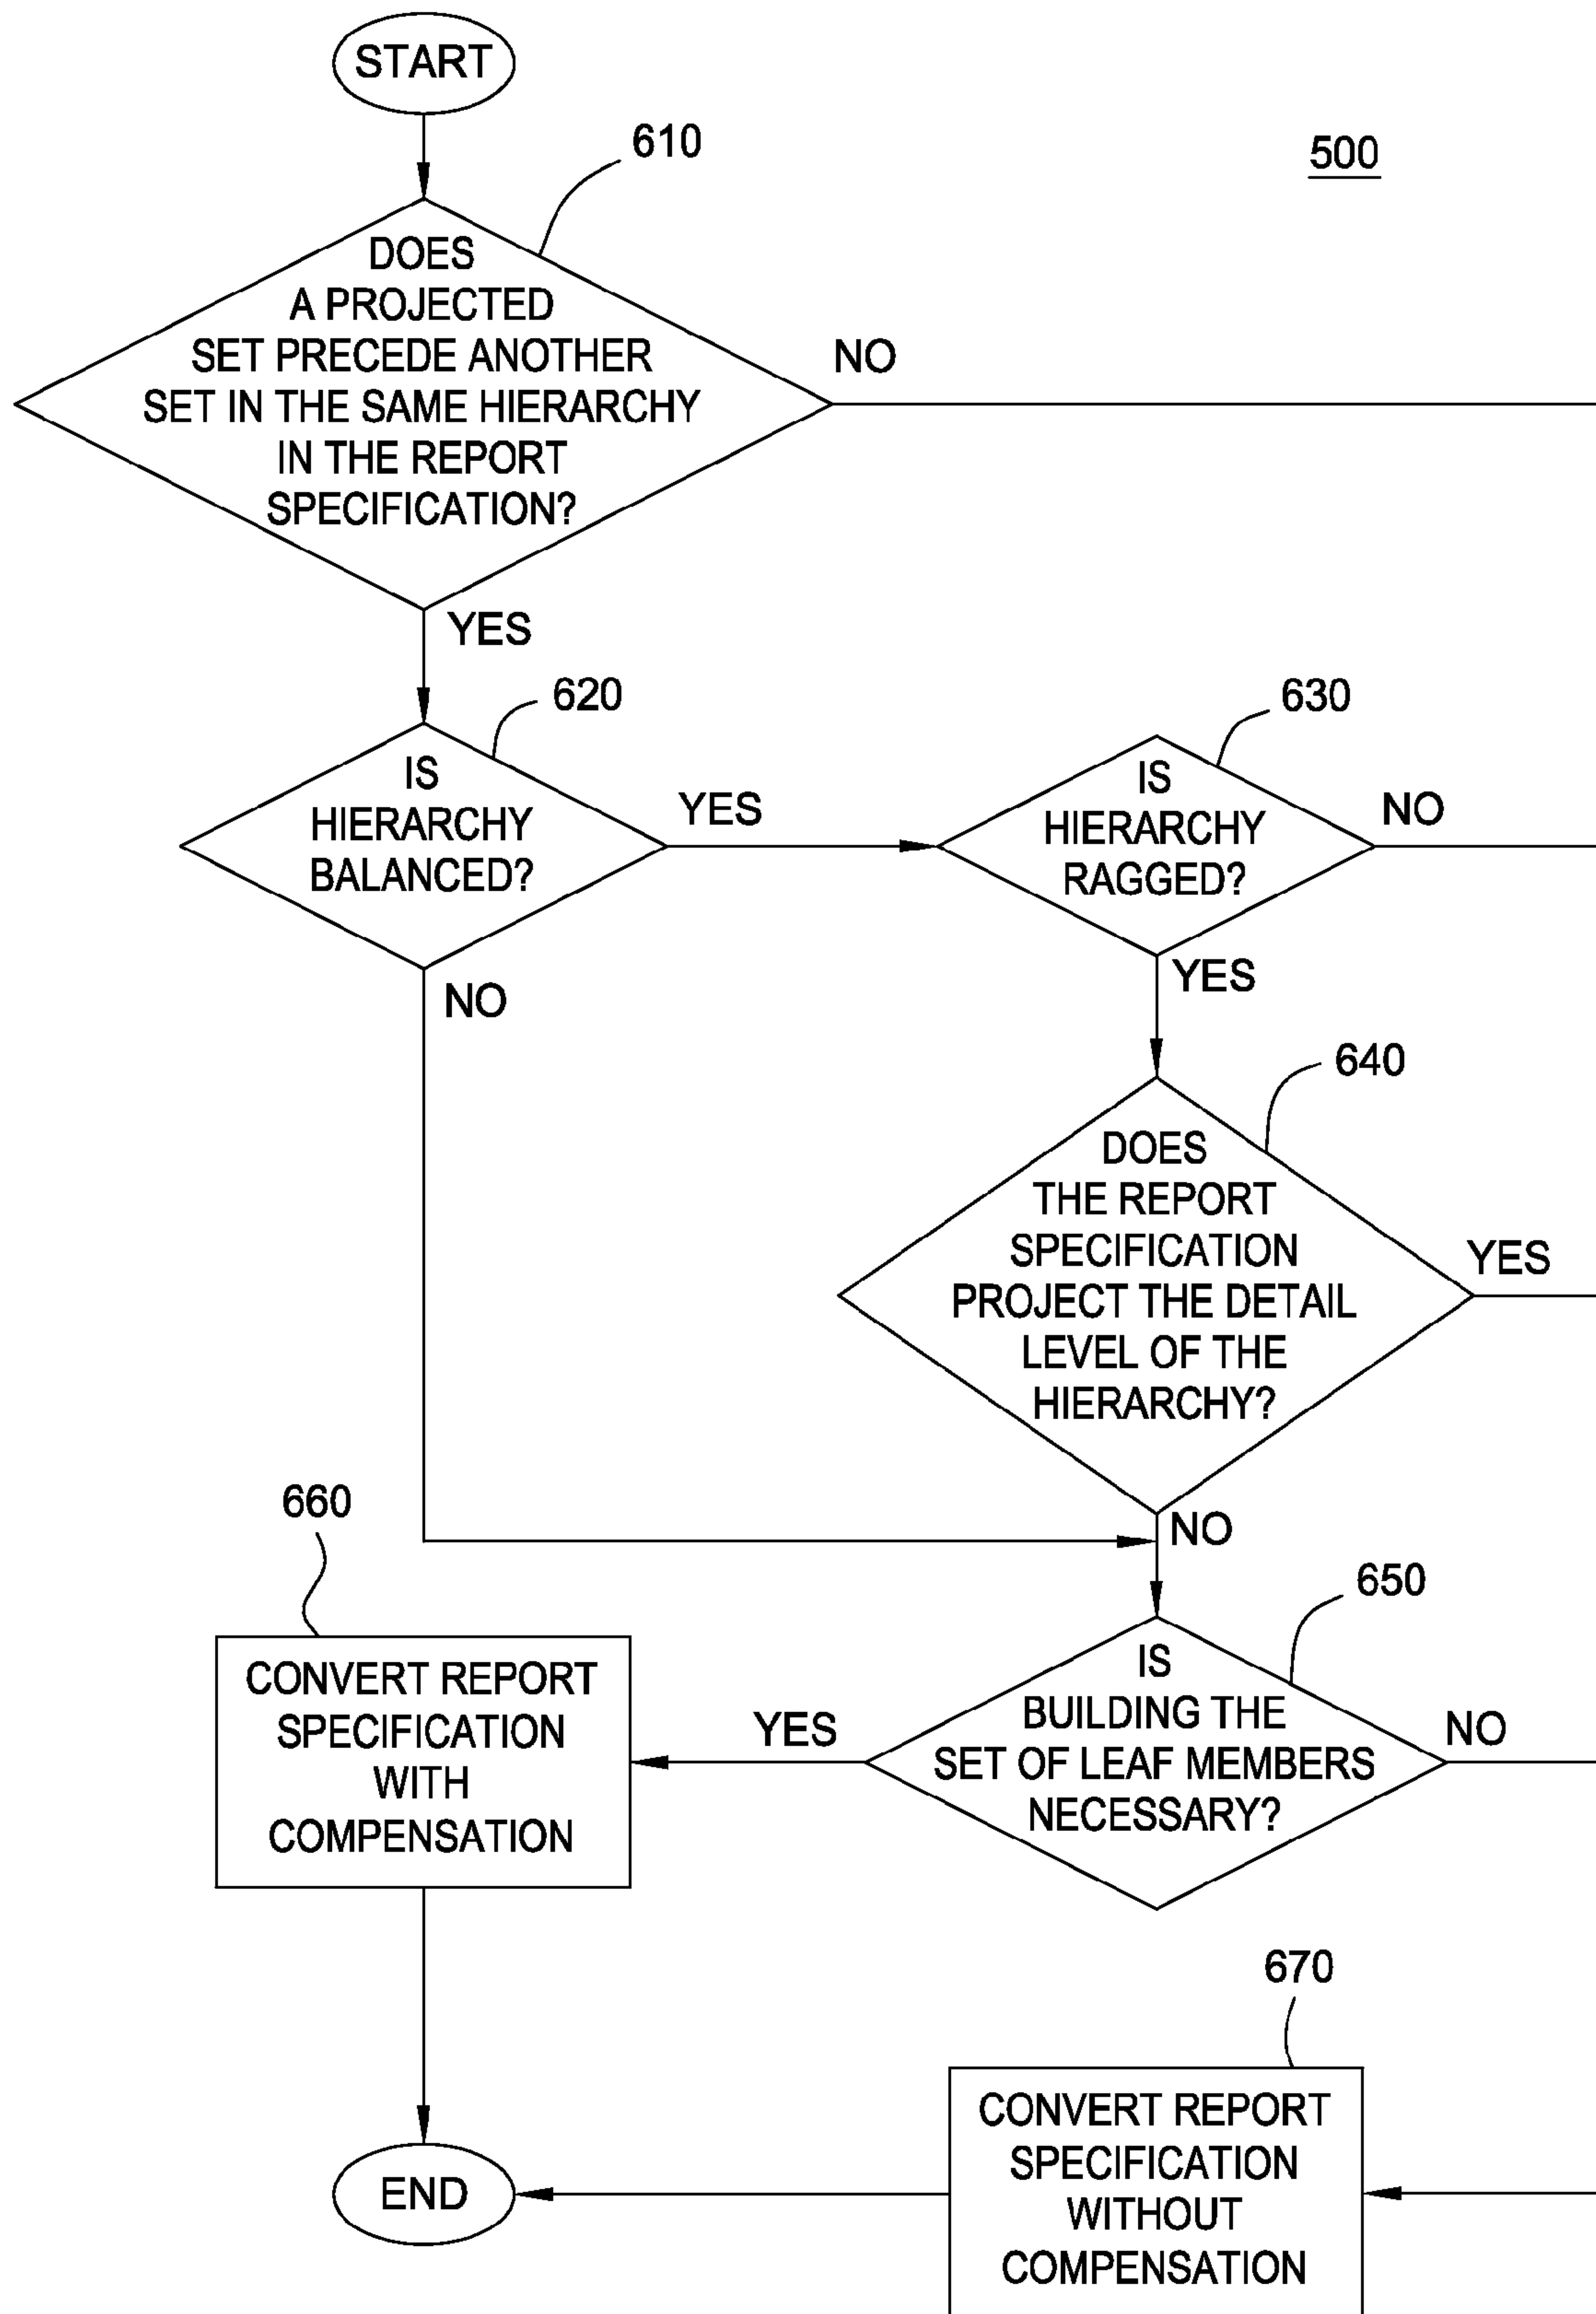 START
610
500
DOES
A PROJECTED
SET PRECEDE ANOTHER
SET IN THE SAME HIERARCHY
IN THE REPORT
SPECIFICATION?
NO
YES
620
IS
HIERARCHY
BALANCED?
YES
NO
630
IS
HIERARCHY
RAGGED?
NO
YES
640
DOES
THE REPORT
SPECIFICATION
PROJECT THE DETAIL
LEVEL OF THE
HIERARCHY?
YES
NO
650
IS
BUILDING THE
SET OF LEAF MEMBERS
NECESSARY?
YES
NO
660
CONVERT REPORT
SPECIFICATION
WITH
COMPENSATION
670
CONVERT REPORT
SPECIFICATION
WITHOUT
COMPENSATION
END